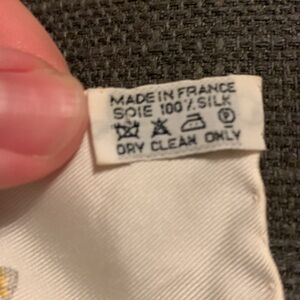 MADE IN FRANCE
SOIE 100% SILK
P
DRY CLEAN ONLY